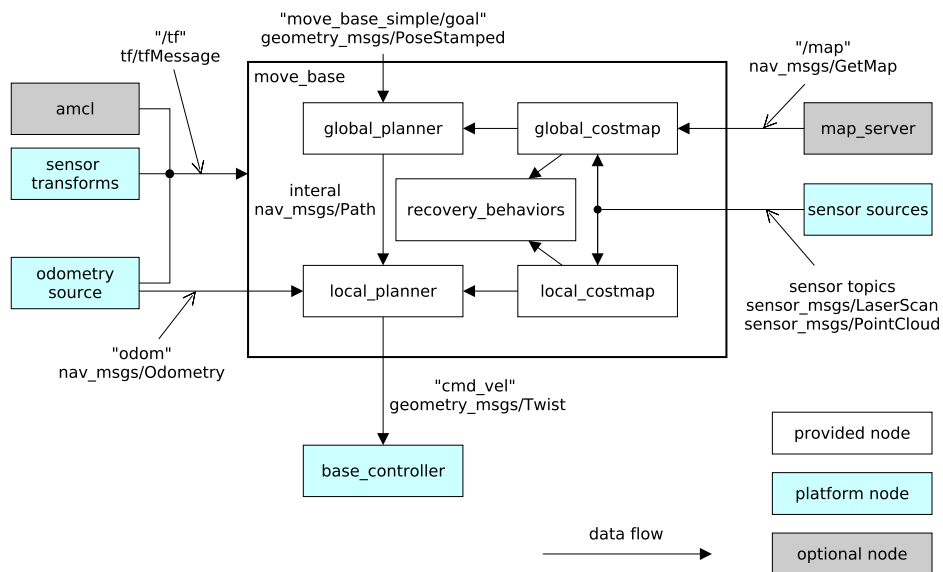 "move_base_simple/goal"
geometry_msgs/PoseStamped
"/tf"
tf/tfMessage
"/map"
nav_msgs/GetMap
move_base
amcl
global_planner
global_costmap
map_server
sensor
transforms
interal
nav_msgs/Path
recovery_behaviors
sensor sources
odometry
source
local_planner
local_costmap
sensor topics
sensor_msgs/LaserScan
sensor_msgs/PointCloud
"odom"
nav_msgs/Odometry
"cmd_vel"
geometry_msgs/Twist
base_controller
provided node
platform node
data flow
optional node